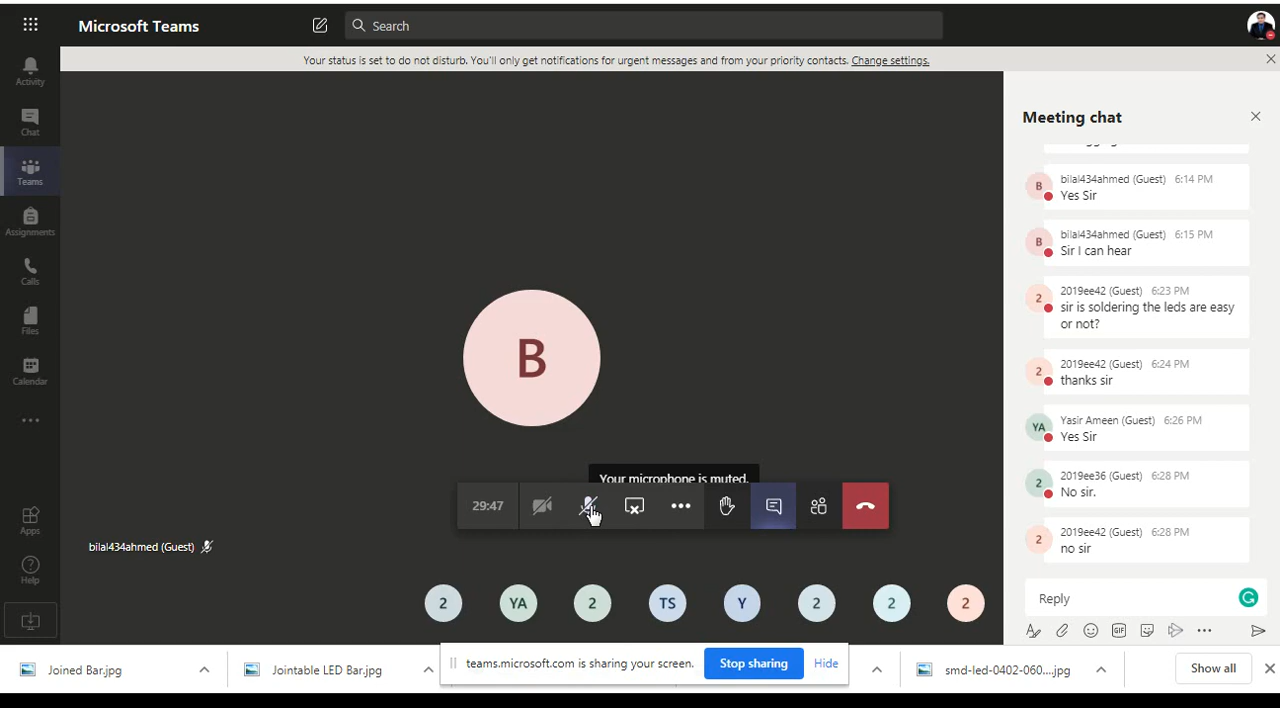 Microsoft Teams
Search
Your status is set to do not disturb. You'll only get notifications for urgent messages and from your priority contacts. Change settings.
Activity
Chat
Teams
Assignments
Calls
Files
Calendar
Apps
Help
B
bilal434ahmed (Guest)
Your microphone is muted.
29:47
2
YA
2
TS
Y
2
2
2
Meeting chat
B
bilal434ahmed (Guest) 6:14 PM
Yes Sir
B
bilal434ahmed (Guest) 6:15 PM
Sir I can hear
2
2019ee42 (Guest) 6:23 PM
sir is soldering the leds are easy
or not?
2
2019ee42 (Guest) 6:24 PM
thanks sir
YA
Yasir Ameen (Guest) 6:26 PM
Yes Sir
2
2019ee36 (Guest) 6:28 PM
No sir.
2
2019ee42 (Guest) 6:28 PM
no sir
Reply
GIF
Joined Bar.jpg
Jointable LED Bar.jpg
teams.microsoft.com is sharing your screen.
Stop sharing
Hide
smd-led-0402-060....jpg
Show all